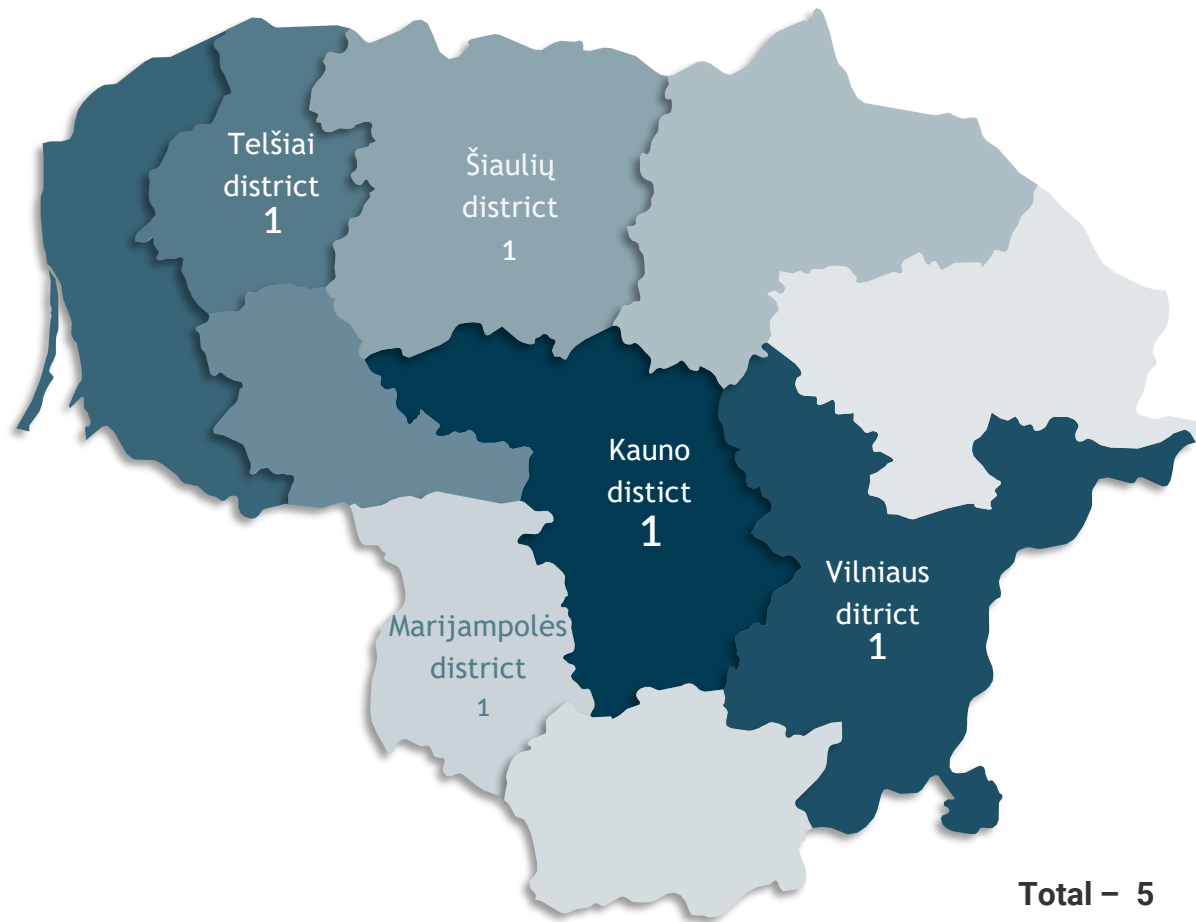 Telšiai
district
1
Šiaulių
district
1
Kauno
distict
1
Vilniaus
ditrict
1
Marijampolės
district
1
Total – 5